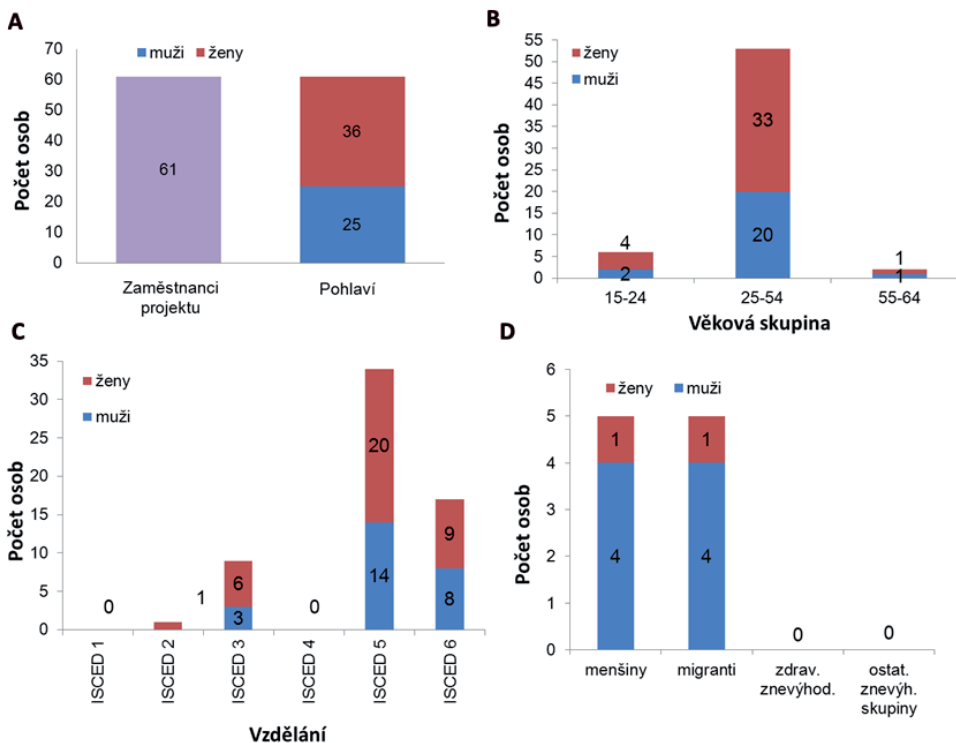 A
muži ženy
Počet osob
70
60
50
40
30
20
10
0
61
36
25
Zaměstnanci
projektu
Pohlaví
B
ženy
muži
Počet osob
55
50
45
40
35
30
25
20
15
10
5
0
4
2
33
20
1
1
15-24 25-54 55-64
Věková skupina
C
ženy
muži
Počet osob
35
30
25
20
15
10
5
0
0
1
6
3
0
20
14
9
8
ISCED 1
ISCED 2
ISCED 3
ISCED 4
ISCED 5
ISCED 6
Vzdělání
D
ženy muži
Počet osob
6
5
4
3
2
1
0
1
4
1
4
0
0
menšiny
migranti
zdrav.
znevýhod.
ostat.
znevýh.
skupiny